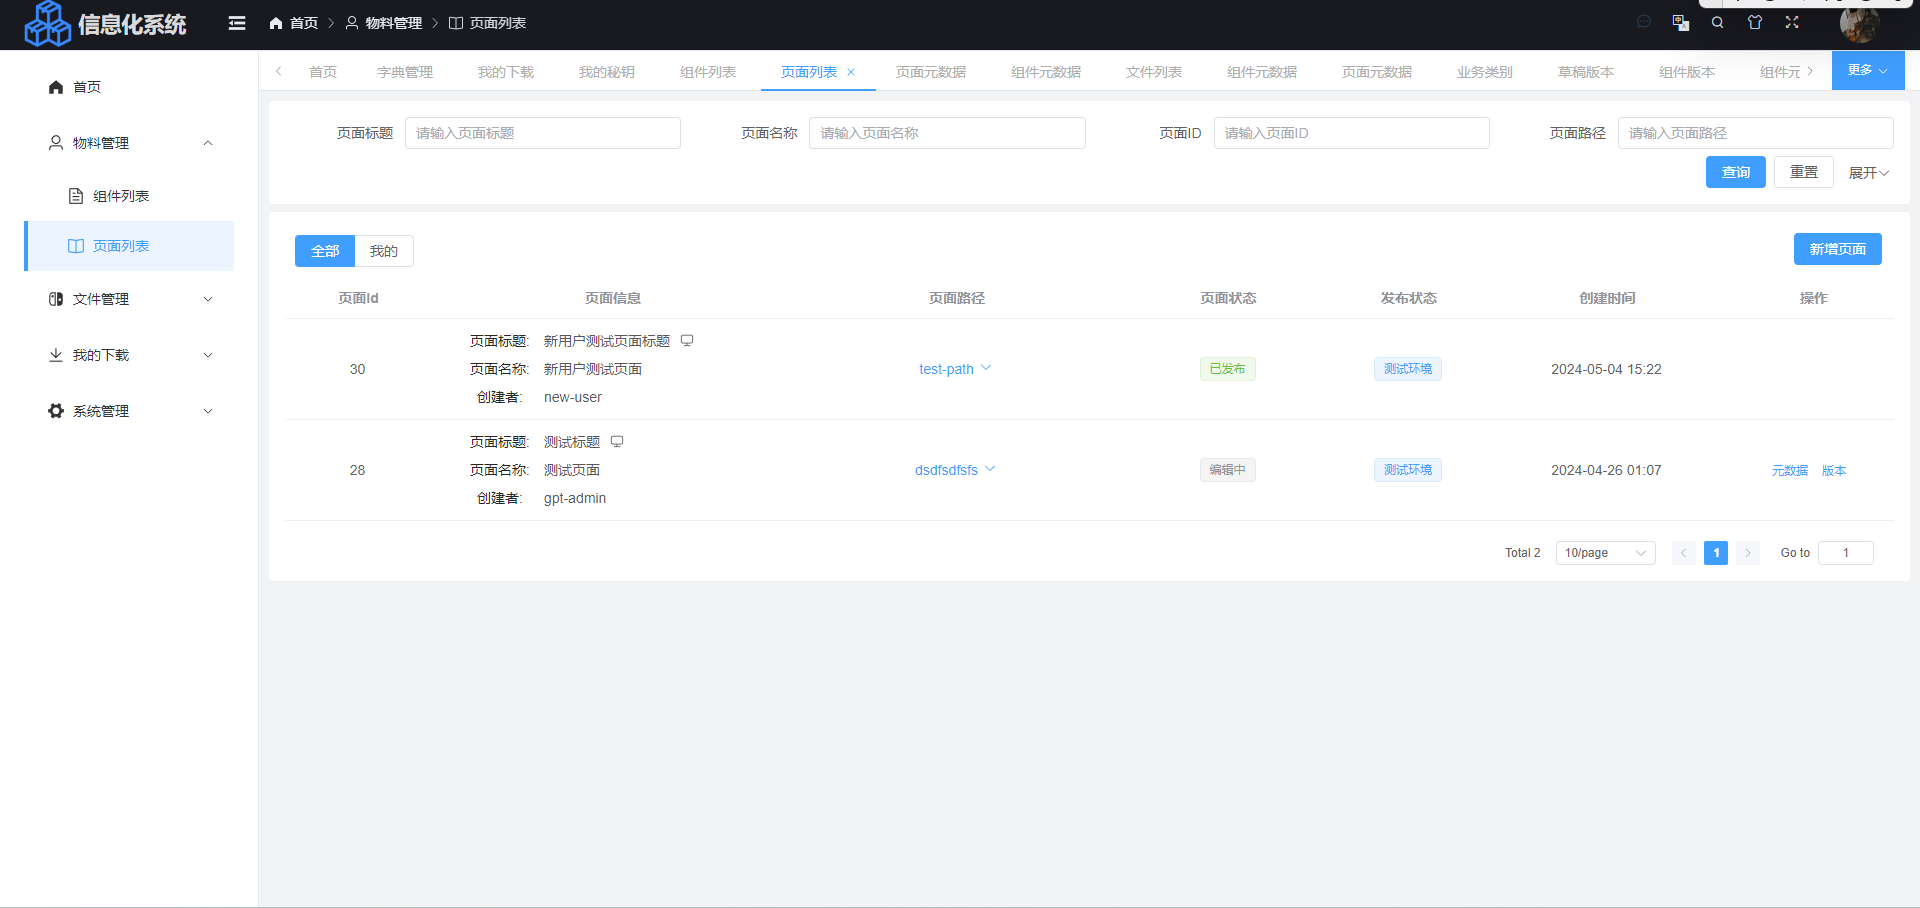 信息化系统
首页 物料管理 页面列表
首页
物料管理
组件列表
页面列表
文件管理
我的下载
系统管理
首页 字典管理 我的下载 我的秘钥 组件列表 页面列表 页面元数据 组件元数据 文件列表 组件元数据 页面元数据 业务类别 草稿版本 组件版本 组件元 更多
页面标题 请输入页面标题 页面名称 请输入页面名称 页面ID 请输入页面ID 页面路径 请输入页面路径
查询 重置 展开
全部 我的 新增页面
页面Id 页面信息 页面路径 页面状态 发布状态 创建时间 操作
页面标题: 新用户测试页面标题
30 页面名称: 新用户测试页面 test-path 已发布 测试环境 2024-05-04 15:22
创建者: new-user
页面标题: 测试标题
28 页面名称: 测试页面 dsdfsdfsfs 编辑中 测试环境 2024-04-26 01:07 元数据 版本
创建者: gpt-admin
Total 2 10/page 1 Go to 1